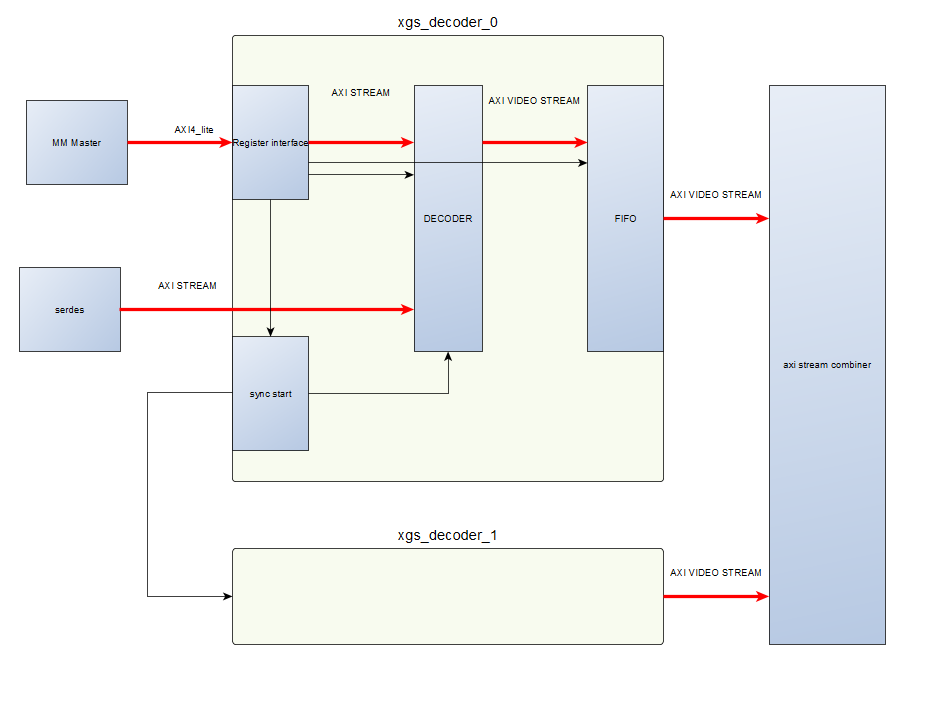 xgs_decoder_0
AXI STREAM
AXI VIDEO STREAM
AXI4_lite
MM Master
Register interface
AXI VIDEO STREAM
DECODER
FIFO
AXI STREAM
serdes
axi stream combiner
sync start
xgs_decoder_1
AXI VIDEO STREAM